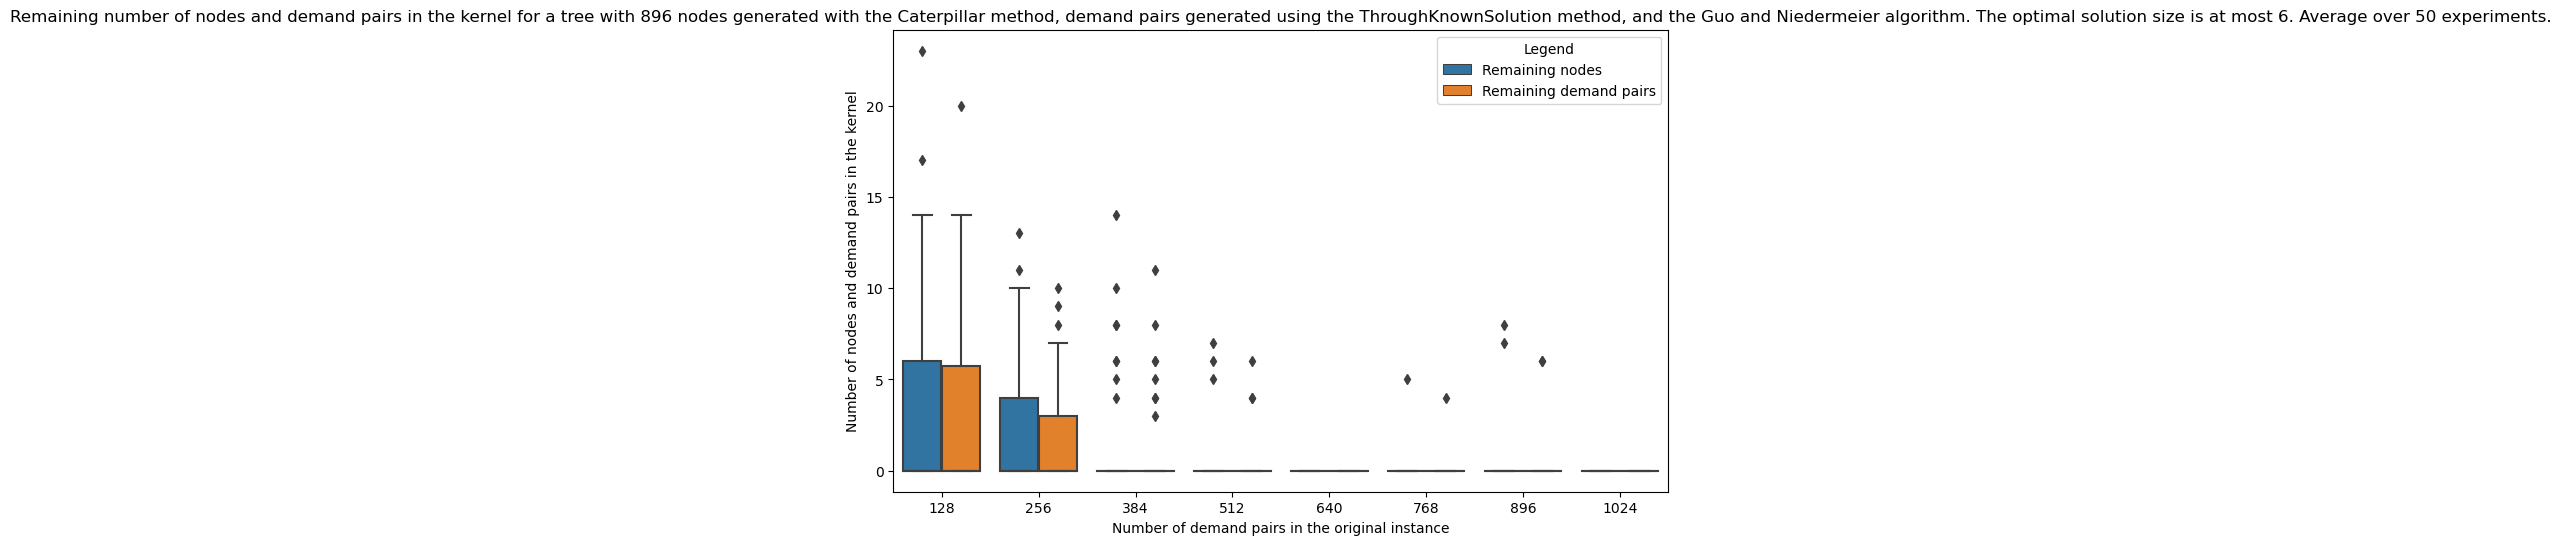 Remaining number of nodes and demand pairs in the kernel for a tree with 896 nodes generated with the Caterpillar method, demand pairs generated using the ThroughKnownSolution method, and the Guo and Niedermeier algorithm. The optimal solution size is at most 6. Average over 50 experiments.
Legend
Remaining nodes
Remaining demand pairs
Number of nodes and demand pairs in the kernel
20
15
10
5
0
128 256 384 512 640 768 896 1024
Number of demand pairs in the original instance